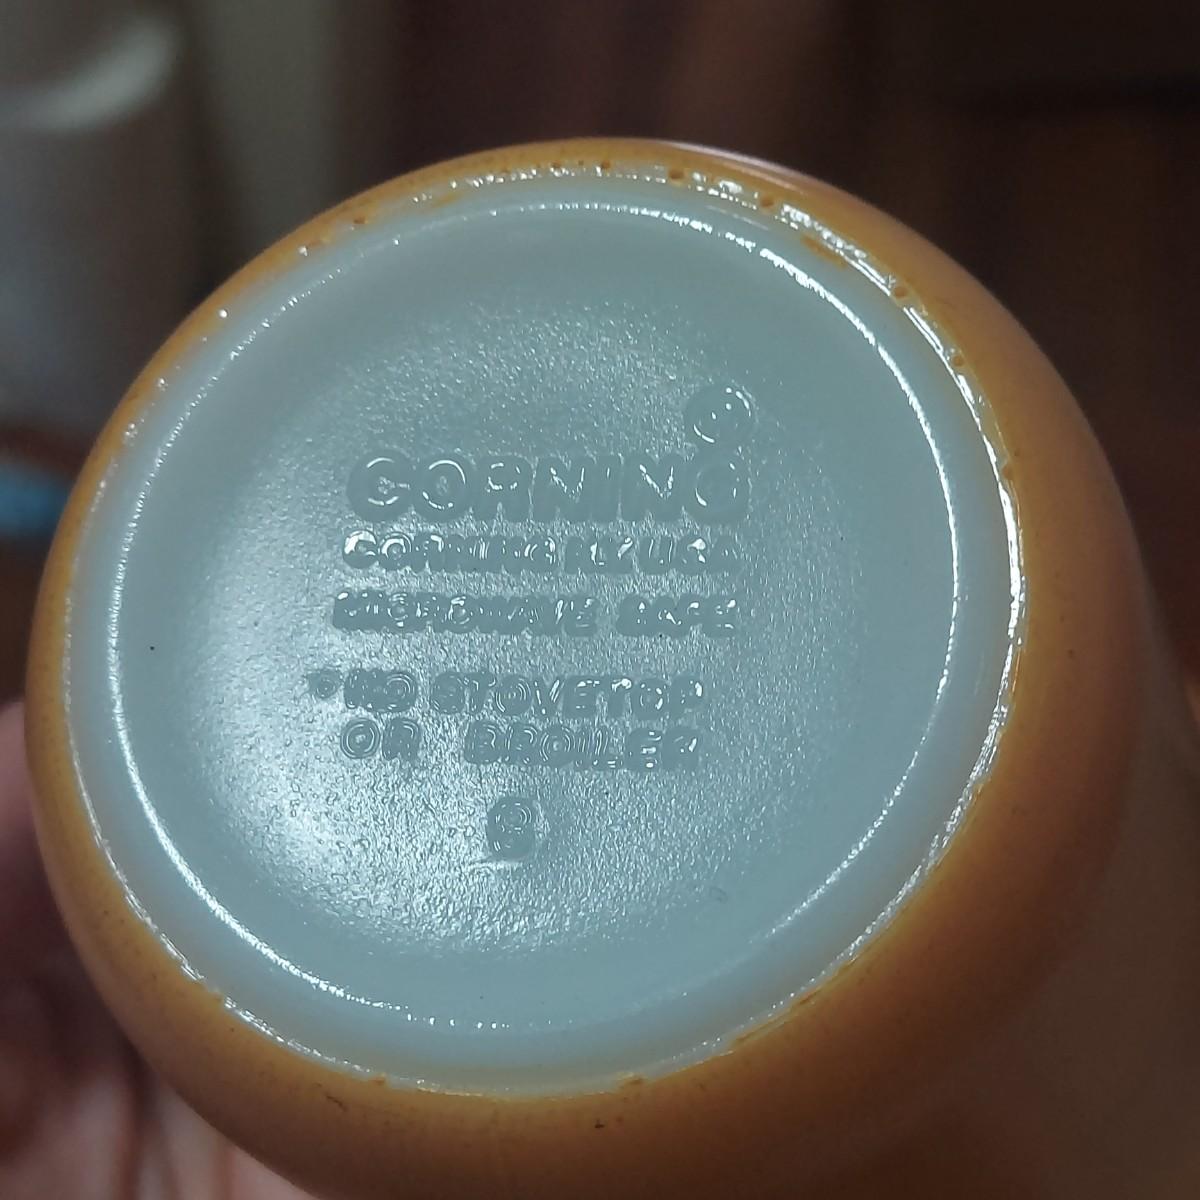 ®
CORNING
CORNING NY USA
MICROWAVE SAFE
NO STOVETOP
OR BROILER